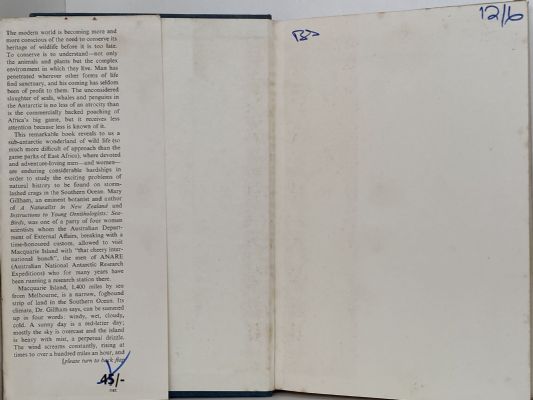 The modern world is becoming more and
more conscious of the need to conserve its
heritage of wildlife before it is too late.
To conserve is to understand—not only
the animals and plants but the complex
environment in which they live. Man has
penetrated wherever other forms of life
find sanctuary, and his coming has seldom
been of profit to them. The unconsidered
slaughter of seals, whales and penguins in
the Antarctic is no less of an atrocity than
is the commercially backed poaching of
Africa's big game, but it receives less
attention because less is known of it.
This remarkable book reveals to us a
sub-antarctic wonderland of wild life (so
much more difficult of approach than the
game parks of East Africa), where devoted
and adventure-loving men—and women—
are enduring considerable hardships in
order to study the exciting problems of
natural history to be found on storm-
lashed crags in the Southern Ocean. Mary
Gillham, an eminent botanist and author
of A Naturalist in New Zealand and
Instructions to Young Ornithologists: Sea-
Birds, was one of a party of four women
scientists whom the Australian Depart-
ment of External Affairs, breaking with a
time-honoured custom, allowed to visit
Macquarie Island with "that cheery inter-
national bunch", the men of ANARE
(Australian National Antarctic Research
Expeditions) who for many years have
been running a research station there.
Macquarie Island, 1,400 miles by sea
from Melbourne, is a narrow, fogbound
strip of land in the Southern Ocean. Its
climate, Dr. Gillham says, can be summed
up in four words: windy, wet, cloudy,
cold. A sunny day is a red-letter day;
mostly the sky is overcast and the island
is heavy with mist, a perpetual drizzle.
The wind screams constantly, rising at
times to over a hundred miles an hour, and
[please turn to back flap
45/-
12/6